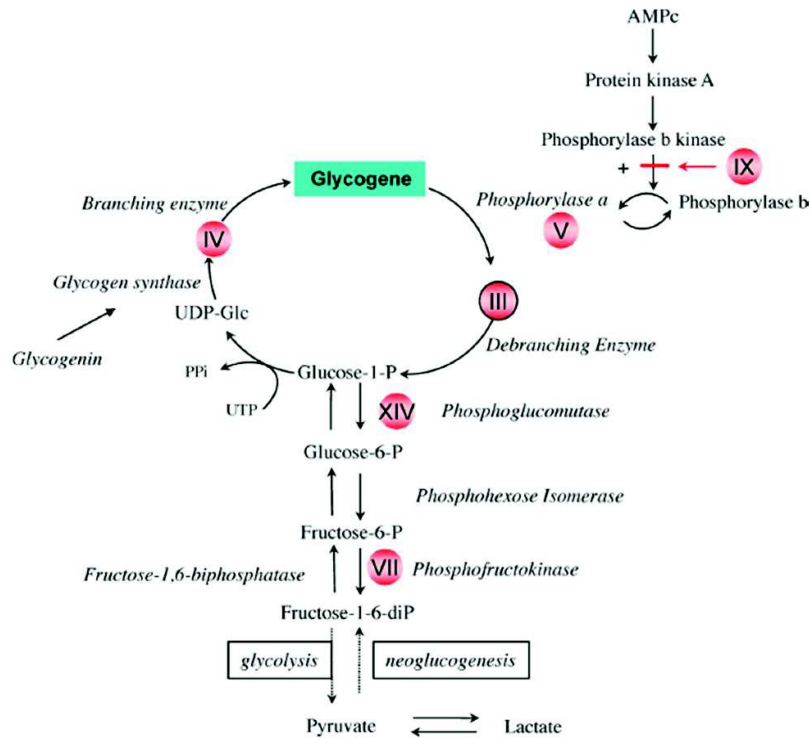 AMPc
Protein kinase A
Phosphorylase b kinase
+
IX
Glycogene
Branching enzyme
Phosphorylase a
Phosphorylase b
V
IV
Glycogen synthase
III
UDP-Glc
Glycogenin
Debranching Enzyme
PPi
Glucose-1-P
UTP
XIV
Phosphoglucomutase
Glucose-6-P
Phosphohexose Isomerase
Fructose-6-P
Fructose-1,6-biphosphatase
VII
Phosphofructokinase
Fructose-1-6-diP
glycolysis
neoglucogenesis
Pyruvate
Lactate